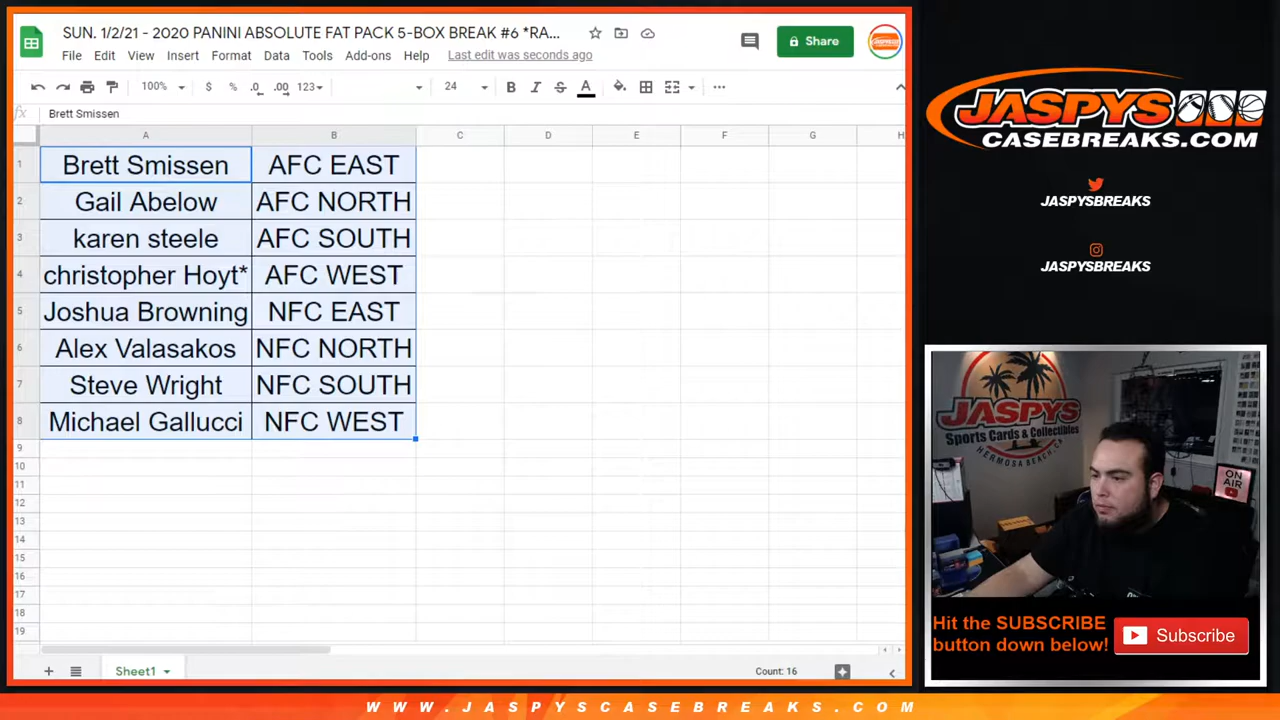 SUN. 1/2/21 - 2020 PANINI ABSOLUTE FAT PACK 5-BOX BREAK #6 *RA...
File Edit View Insert Format Data Tools Add-ons Help Last edit was seconds ago
Share
100% $ % .0 .00 123 24 B I S A ...
fx Brett Smissen
A B C D E F G H
1 Brett Smissen AFC EAST
2 Gail Abelow AFC NORTH
3 karen steele AFC SOUTH
4 christopher Hoyt* AFC WEST
5 Joshua Browning NFC EAST
6 Alex Valasakos NFC NORTH
7 Steve Wright NFC SOUTH
8 Michael Gallucci NFC WEST
9
10
11
12
13
14
15
16
17
18
19
Sheet1 Count: 16
JASPYS
CASEBREAKS.COM
JASPYSBREAKS
JASPYSBREAKS
JASPYS
Sports Cards & Collectibles
HERMOSA BEACH, CA
ON AIR
Hit the SUBSCRIBE
button down below!
Subscribe
WWW.JASPYSCASEBREAKS.COM